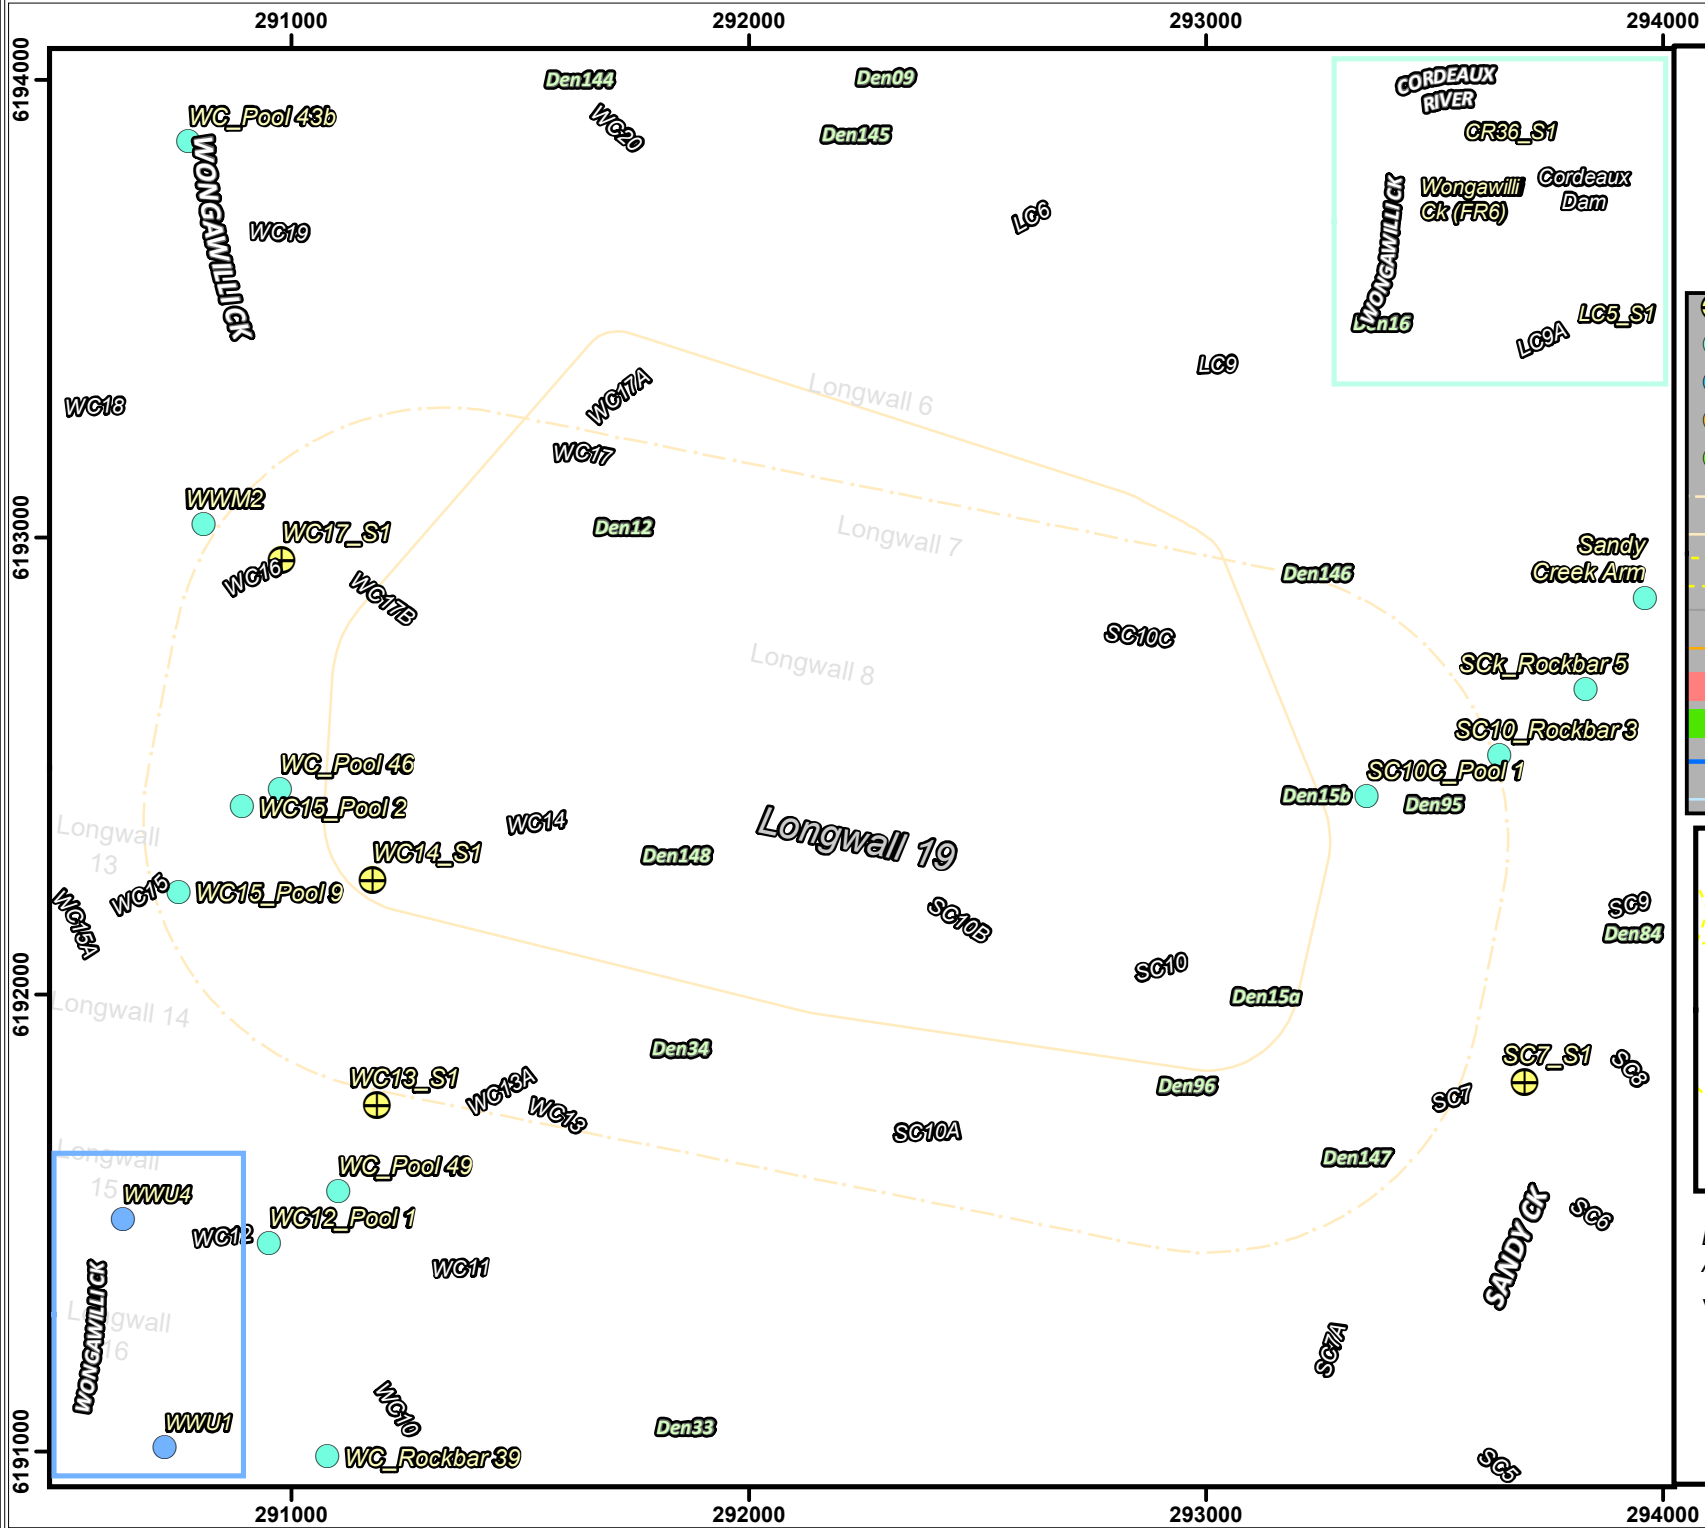 291000
292000
293000
294000
6194000
Den144
Den09
WC_Pool 43b
WC20
Den145
CORDEAUX
RIVER
CR36_S1
Wongawilli
Ck (FR6)
Cordeaux
Dam
WONGAWILLI CK
WC19
LC6
WONGAWILLI CK
Den16
LC5_S1
LC9A
LC9
WC17A
Longwall 6
WC18
WC17
WWM2
WC17_S1
Den12
Longwall 7
6193000
Sandy
Creek Arm
WC16
WC17B
Den146
SC10C
Longwall 8
SCk_Rockbar 5
SC10_Rockbar 3
WC_Pool 46
SC10C_Pool 1
WC15_Pool 2
Den15b
Den95
Longwall
13
WC14
Longwall 19
WC14_S1
Den148
WC15
WC15_Pool 9
WC15A
SC10B
SC9
Den84
SC10
6192000
Den15a
Longwall 14
Den34
SC7_S1
SC8
WC13_S1
WC13A
WC13
Den96
SC7
SC10A
Longwall
15
WC_Pool 49
Den147
WWU4
WC12_Pool 1
WC12
SC6
SANDY CK
WC11
WONGAWILLI CK
Longwall
16
SC7A
WC10
WWU1
Den33
6191000
WC_Rockbar 39
SC5
291000
292000
293000
294000